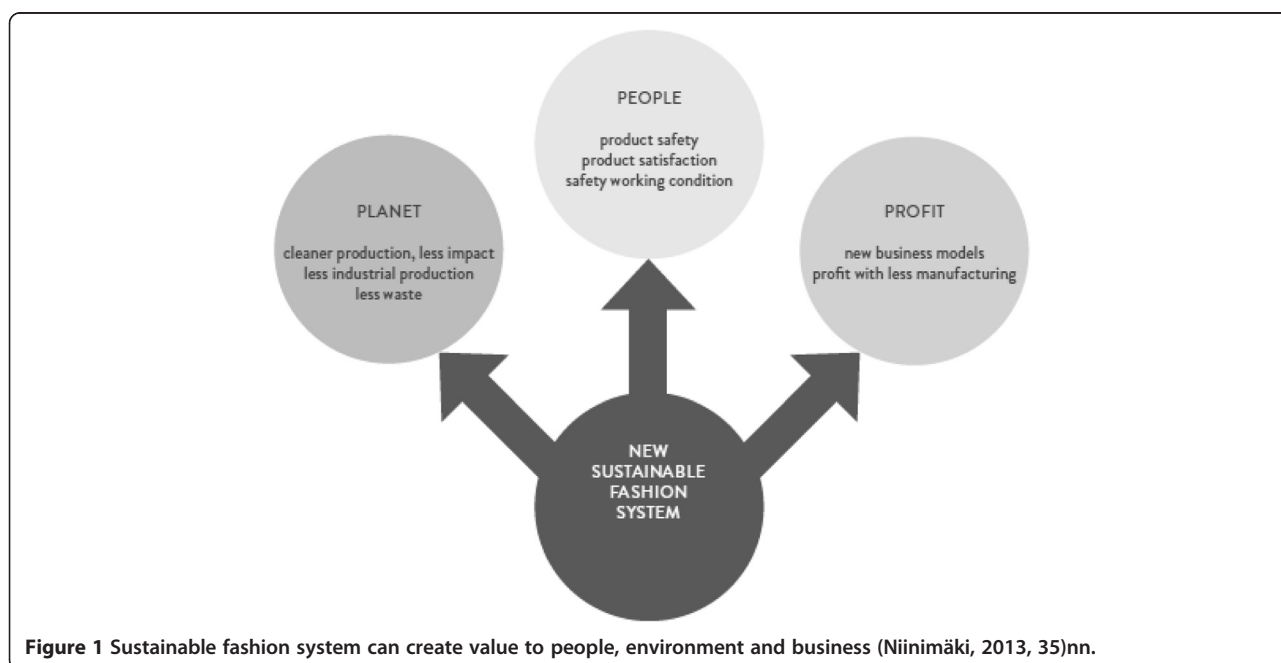 PEOPLE
product safety
product satisfaction
safety working condition
PLANET
cleaner production, less impact
less industrial production
less waste
PROFIT
new business models
profit with less manufacturing
NEW
SUSTAINABLE
FASHION
SYSTEM
Figure 1 Sustainable fashion system can create value to people, environment and business (Niinimäki, 2013, 35)nn.